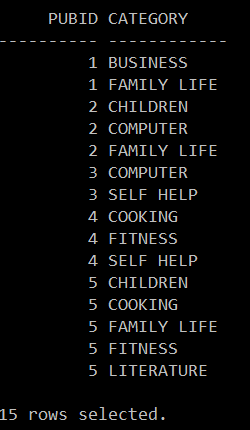 PUBID CATEGORY
---------- ------------
1 BUSINESS
1 FAMILY LIFE
2 CHILDREN
2 COMPUTER
2 FAMILY LIFE
3 COMPUTER
3 SELF HELP
4 COOKING
4 FITNESS
4 SELF HELP
5 CHILDREN
5 COOKING
5 FAMILY LIFE
5 FITNESS
5 LITERATURE
15 rows selected.